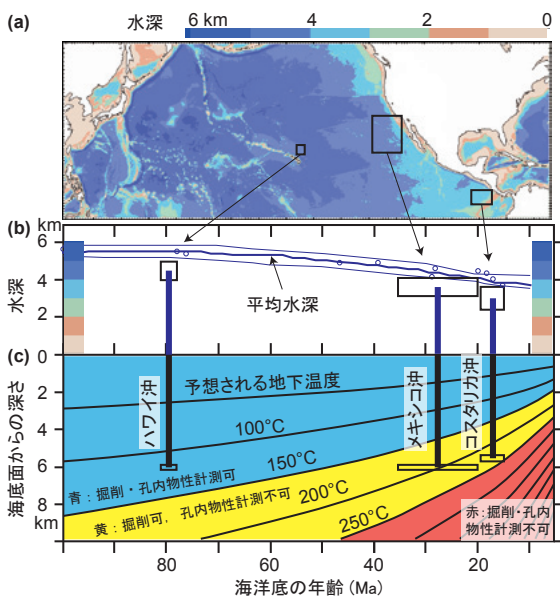 (a)
水深
6 km
4
2
0
(b)
km
6
4
2
水深
平均水深
(c)
0
2
4
6
8
km
海底面からの深さ
予想される地下温度
100°C
150°C
200°C
250°C
ハワイ沖
メキシコ沖
コスタリカ沖
青：掘削・孔内物性計測可
黄：掘削可，孔内物性計測不可
赤：掘削・孔内
物性計測不可
80
60
40
20
海洋底の年齢 (Ma)